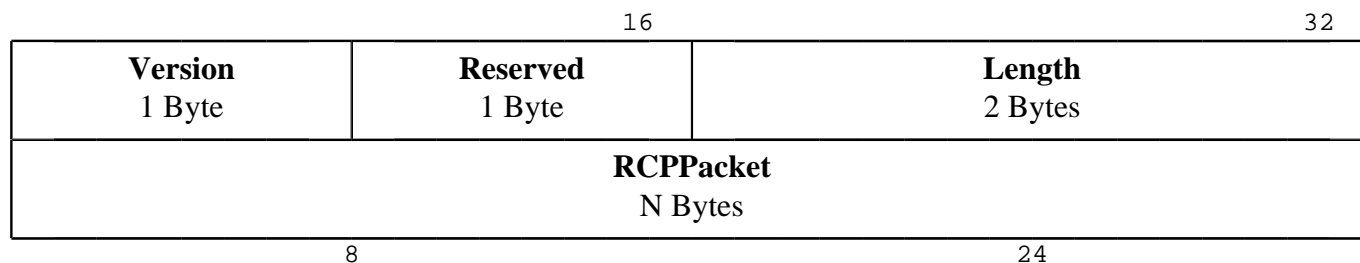 16 32
Version Reserved Length
1 Byte 1 Byte 2 Bytes
RCPPacket
N Bytes
8 24